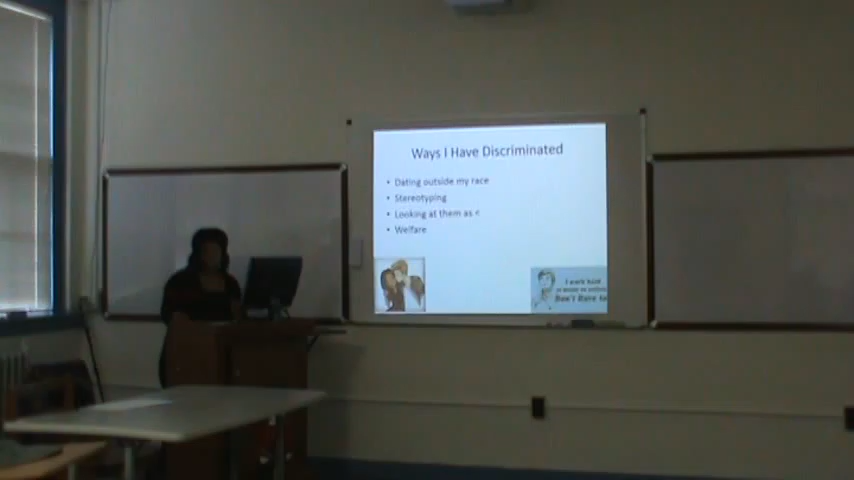 Ways I Have Discriminated
• Dating outside my race
• Stereotyping
• Looking at them as <
• Welfare
I work hard
Don't Have to